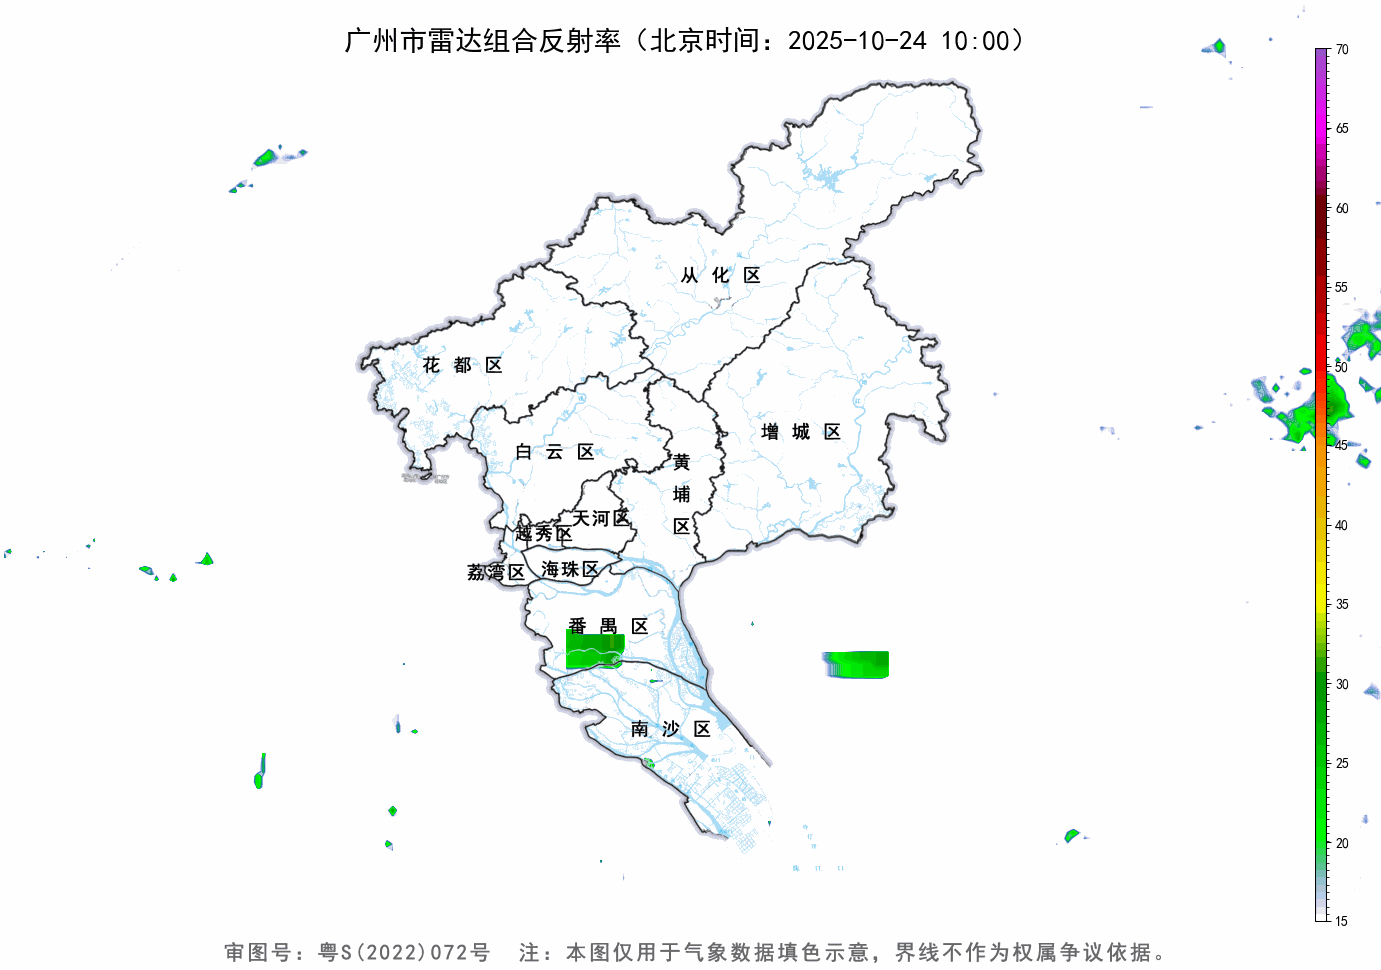 广州市雷达组合反射率（北京时间：2025-10-24 10:00）
70
65
60
55
50
45
40
35
30
25
20
15
从化区
花都区
增城区
白云区
黄埔区
天河区
越秀区
荔湾区
海珠区
番禺区
南沙区
审图号：粤S(2022)072号 注：本图仅用于气象数据填色示意，界线不作为权属争议依据。